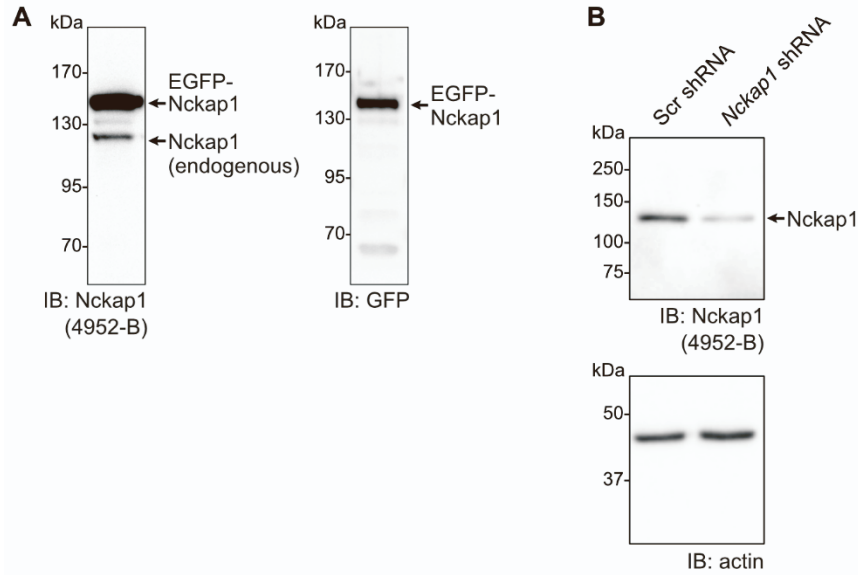 A
kDa
170-
130-
95-
70-
EGFP-
Nckap1
Nckap1
(endogenous)
IB: Nckap1
(4952-B)
kDa
170-
130-
95-
70-
EGFP-
Nckap1
IB: GFP
B
Scr shRNA
Nckap1 shRNA
kDa
250-
150-
100-
75-
Nckap1
IB: Nckap1
(4952-B)
kDa
50-
37-
IB: actin